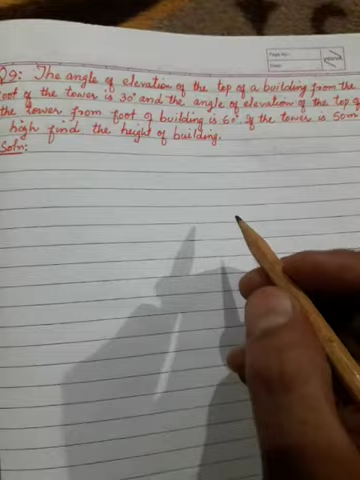 Q9: The angle of elevation of the top of a building from the
foot of the tower is 30° and the angle of elevation of the top of
the tower from foot of building is 60°. If the tower is 50m
high find the height of building.
Soln: